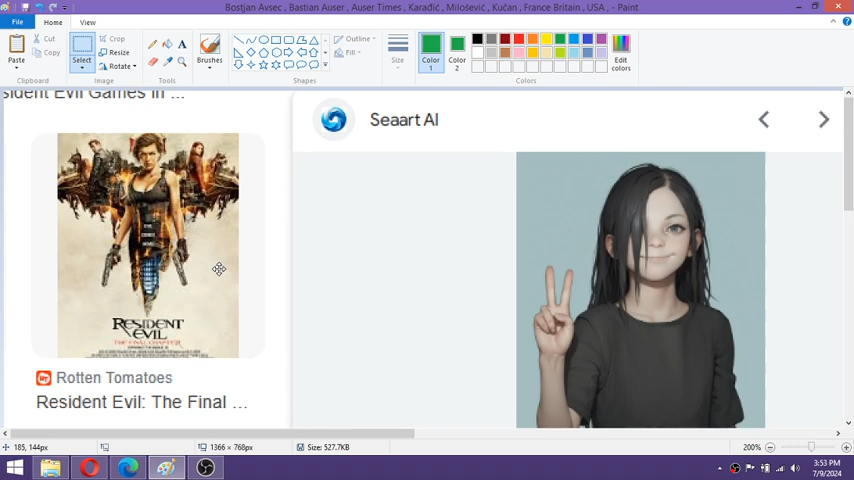 Bostjan Avsec , Bastian Auser , Auser Times , Karadić , Milošević , Kučan , France Britain , USA , - Paint
File
Home
View
Paste
Cut
Copy
Clipboard
Select
Crop
Resize
Rotate
Image
Tools
Brushes
Shapes
Outline
Fill
Size
Color
1
Color
2
Edit
colors
Colors
sident Evil Games in ...
Seaart AI
RESIDENT
EVIL
THE FINAL CHAPTER
Rotten Tomatoes
Resident Evil: The Final ...
185, 144px
1366 × 768px
Size: 527.7KB
200%
3:53 PM
7/9/2024